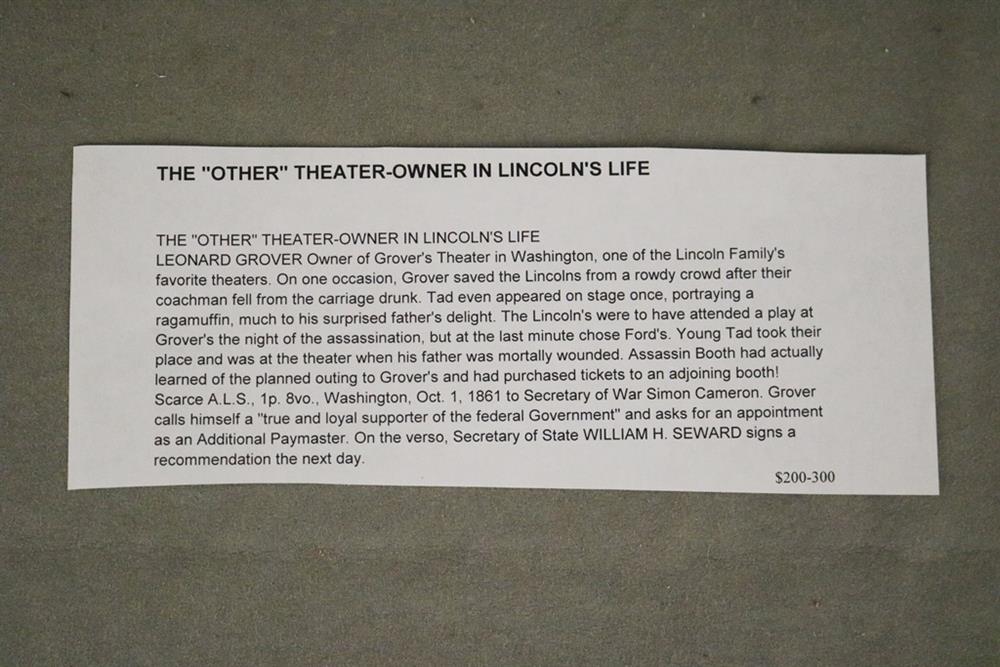 THE "OTHER" THEATER-OWNER IN LINCOLN'S LIFE
THE "OTHER" THEATER-OWNER IN LINCOLN'S LIFE
LEONARD GROVER Owner of Grover's Theater in Washington, one of the Lincoln Family's
favorite theaters. On one occasion, Grover saved the Lincolns from a rowdy crowd after their
coachman fell from the carriage drunk. Tad even appeared on stage once, portraying a
ragamuffin, much to his surprised father's delight. The Lincoln's were to have attended a play at
Grover's the night of the assassination, but at the last minute chose Ford's. Young Tad took their
place and was at the theater when his father was mortally wounded. Assassin Booth had actually
learned of the planned outing to Grover's and had purchased tickets to an adjoining booth!
Scarce A.L.S., 1p. 8vo., Washington, Oct. 1, 1861 to Secretary of War Simon Cameron. Grover
calls himself a "true and loyal supporter of the federal Government" and asks for an appointment
as an Additional Paymaster. On the verso, Secretary of State WILLIAM H. SEWARD signs a
recommendation the next day.
$200-300